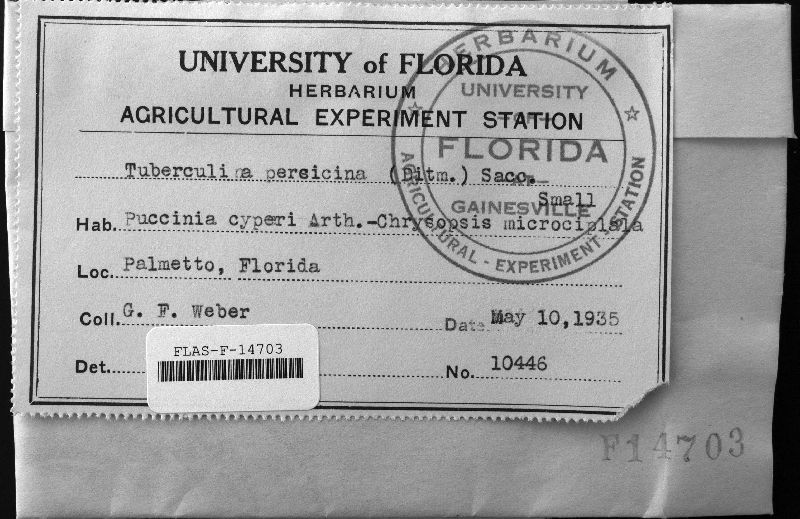 UNIVERSITY of FLORIDA
HERBARIUM
AGRICULTURAL EXPERIMENT STATION
Tuberculina persicina (Ditm.) Sacc.
Small
Hab. Puccinia cyperi Arth.-Chrysopsis microciplala
Loc. Palmetto, Florida
Coll. G. F. Weber
Date May 10, 1935
Det.
No. 10446
FLAS-F-14703
HERBARIUM
UNIVERSITY
FLORIDA
GAINESVILLE
AGRICULTURAL - EXPERIMENT - STATION
F14703